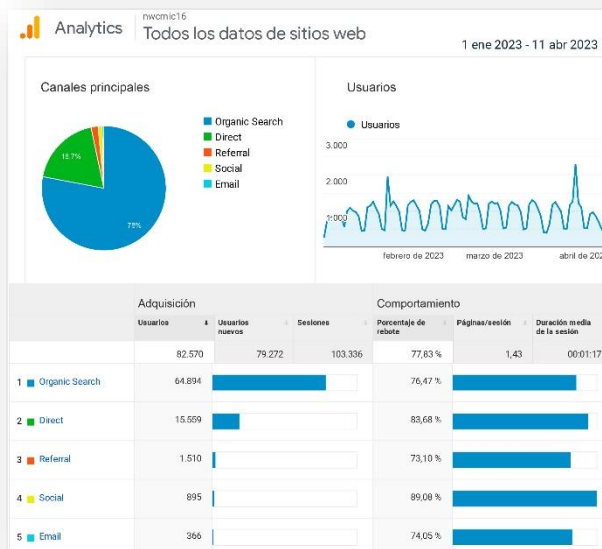 nwcmic16
Analytics
Todos los datos de sitios web
1 ene 2023 - 11 abr 2023
Canales principales
Organic Search
Direct
Referral
Social
Email
18.7%
78%
Usuarios
Usuarios
3.000
2.000
1.000
febrero de 2023
marzo de 2023
abril de 202
Adquisición
Comportamiento
Usuarios
Usuarios nuevos
Sesiones
Porcentaje de rebote
Páginas/sesión
Duración media de la sesión
82.570
79.272
103.336
77,83 %
1,43
00:01:17
1 Organic Search 64.894 76,47 %
2 Direct 15.559 83,68 %
3 Referral 1.510 73,10 %
4 Social 895 89,08 %
5 Email 366 74,05 %